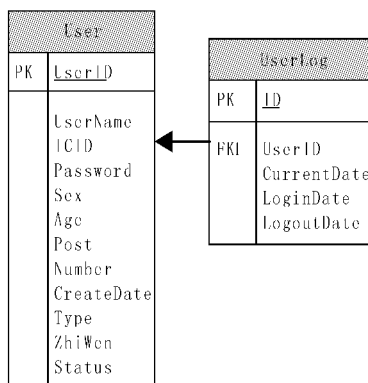 User
PK UserID
UserName
ICID
Password
Sex
Age
Post
Number
CreateDate
Type
ZhiWen
Status
UserLog
PK ID
FK1 UserID
CurrentDate
LoginDate
LogoutDate